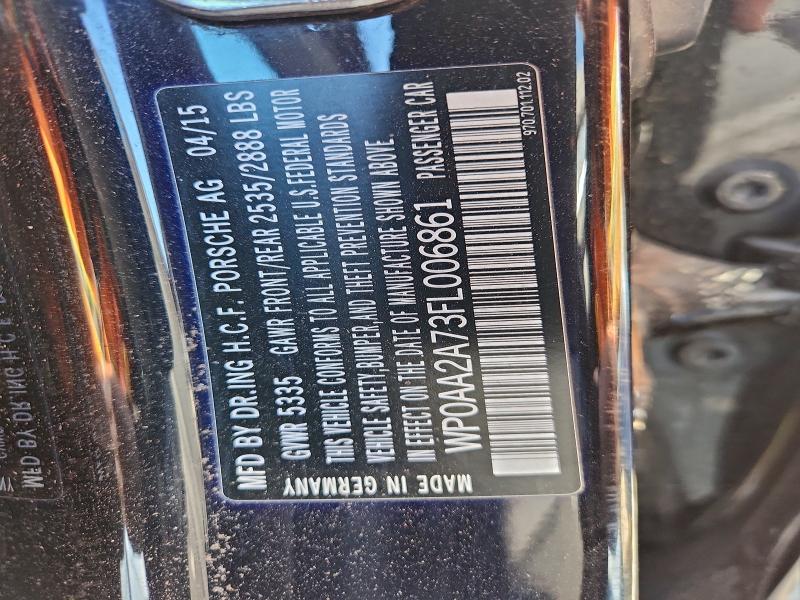 MFD BY DR.ING H.C.F. PORSCHE AG 04/15
GVWR 5335 GAWR FRONT/REAR 2535/2888 LBS
THIS VEHICLE CONFORMS TO ALL APPLICABLE U.S.FEDERAL MOTOR
VEHICLE SAFETY,BUMPER,AND THEFT PREVENTION STANDARDS
IN EFFECT ON THE DATE OF MANUFACTURE SHOWN ABOVE.
WP0AA2A73FL006861 PASSENGER CAR
970.701.112.02
MADE IN GERMANY